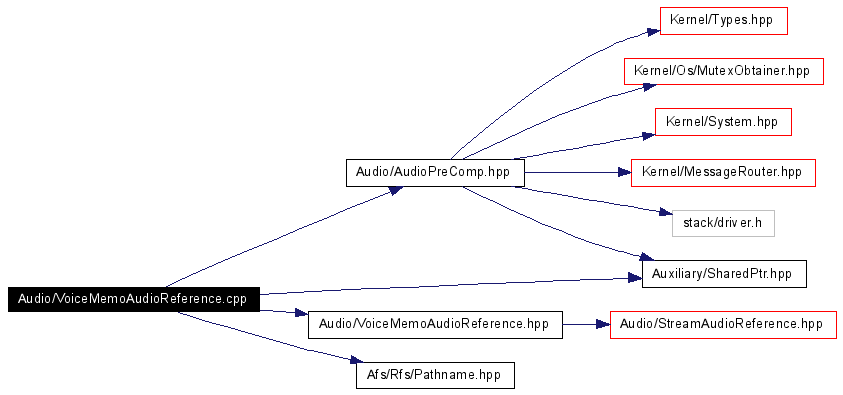 Kernel/Types.hpp
Kernel/Os/MutexObtainer.hpp
Kernel/System.hpp
Audio/AudioPreComp.hpp
Kernel/MessageRouter.hpp
stack/driver.h
Auxiliary/SharedPtr.hpp
Audio/VoiceMemoAudioReference.cpp
Audio/VoiceMemoAudioReference.hpp
Audio/StreamAudioReference.hpp
Afs/Rfs/Pathname.hpp